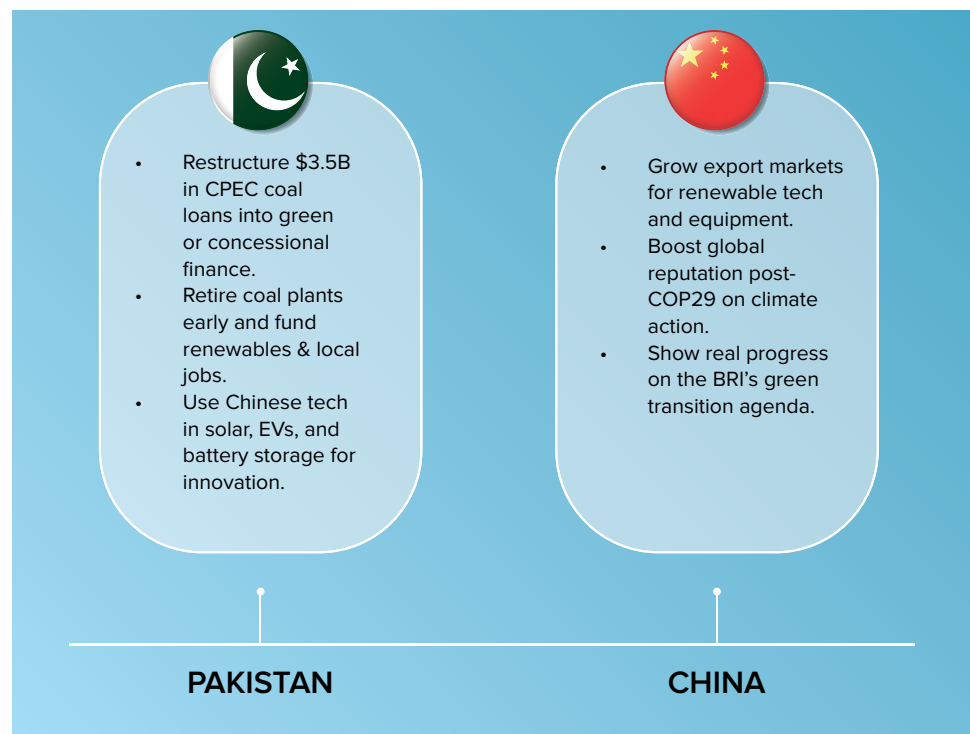 • Restructure $3.5B
in CPEC coal
loans into green
or concessional
finance.
• Retire coal plants
early and fund
renewables & local
jobs.
• Use Chinese tech
in solar, EVs, and
battery storage for
innovation.
PAKISTAN
• Grow export markets
for renewable tech
and equipment.
• Boost global
reputation post-
COP29 on climate
action.
• Show real progress
on the BRI’s green
transition agenda.
CHINA